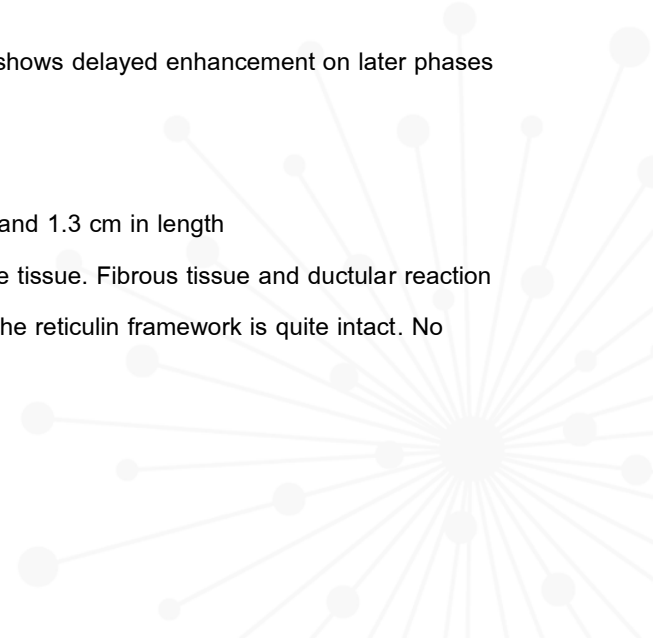 shows delayed enhancement on later phases
and 1.3 cm in length
e tissue. Fibrous tissue and ductular reaction
he reticulin framework is quite intact. No